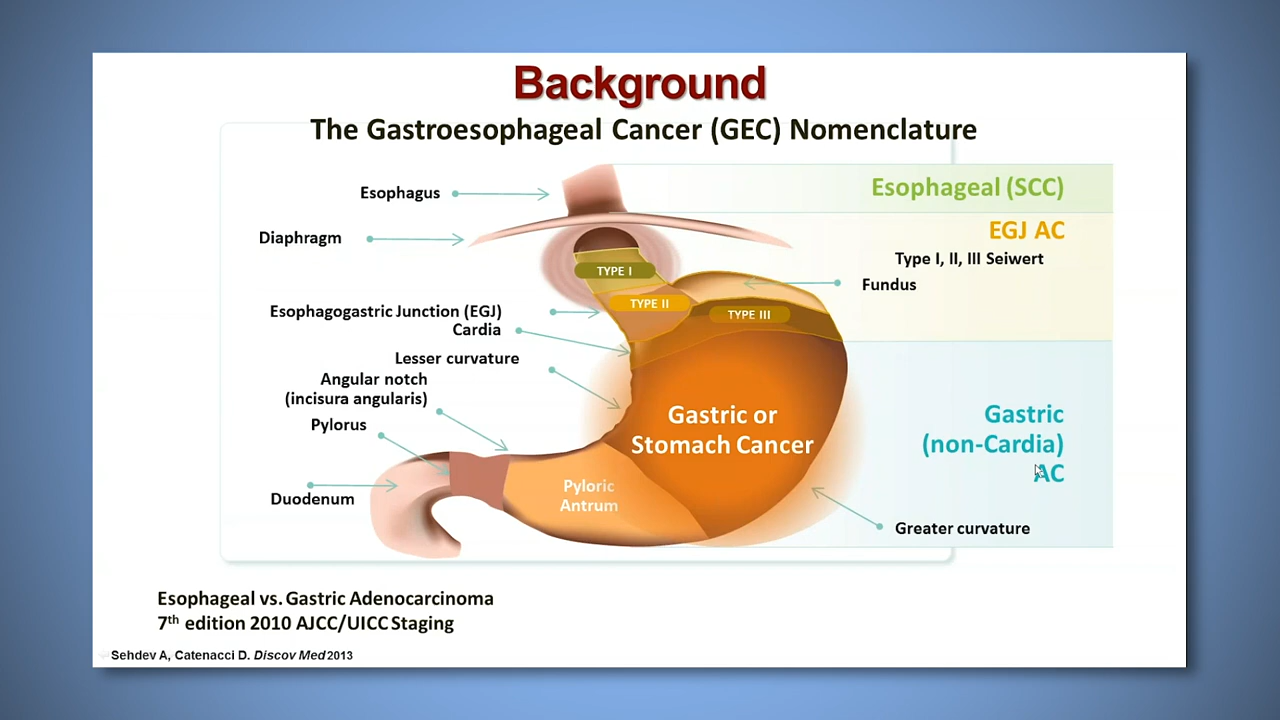 Background
The Gastroesophageal Cancer (GEC) Nomenclature
Esophagus
Esophageal (SCC)
Diaphragm
EGJ AC
Type I, II, III Seiwert
TYPE I
Fundus
TYPE II
Esophagogastric Junction (EGJ)
TYPE III
Cardia
Lesser curvature
Angular notch
(incisura angularis)
Pylorus
Gastric or
Stomach Cancer
Gastric
(non-Cardia)
AC
Duodenum
Pyloric
Antrum
Greater curvature
Esophageal vs. Gastric Adenocarcinoma
7th edition 2010 AJCC/UICC Staging
Sehdev A, Catenacci D. Discov Med 2013